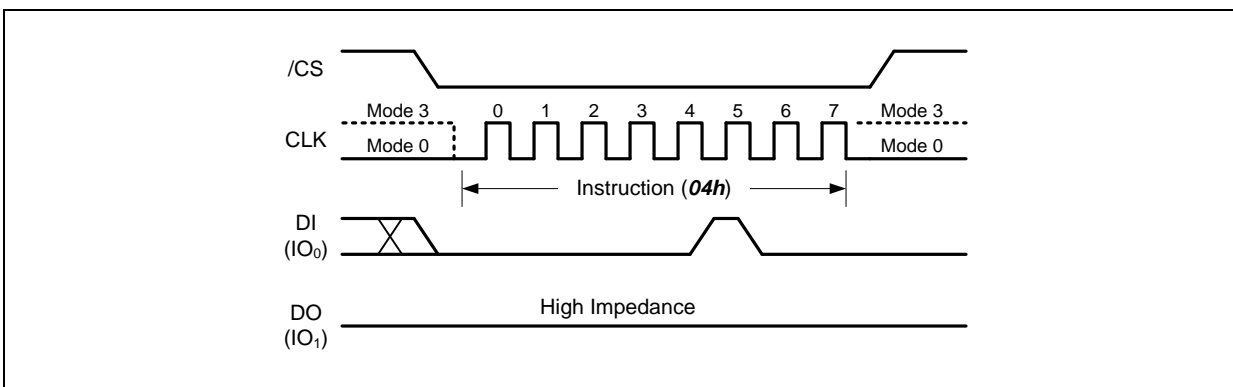 /CS
Mode 3 0 1 2 3 4 5 6 7 Mode 3
CLK
Mode 0 Mode 0
Instruction (04h)
DI
(IO₀)
High Impedance
DO
(IO₁)